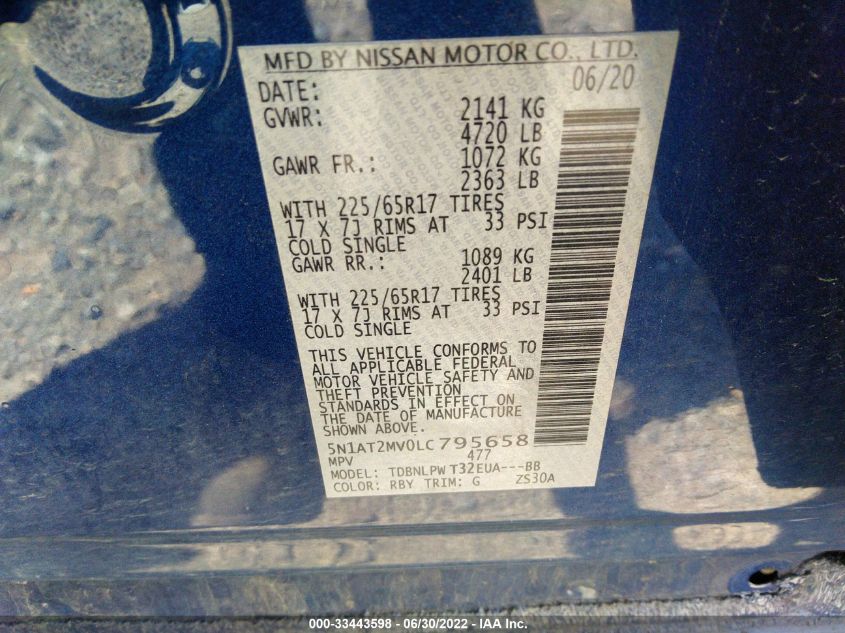 MFD BY NISSAN MOTOR CO., LTD.
DATE: 06/20
GVWR: 2141 KG
4720 LB
GAWR FR.: 1072 KG
2363 LB
WITH 225/65R17 TIRES
17 X 7J RIMS AT 33 PSI
COLD SINGLE
GAWR RR.: 1089 KG
2401 LB
WITH 225/65R17 TIRES
17 X 7J RIMS AT 33 PSI
COLD SINGLE
THIS VEHICLE CONFORMS TO
ALL APPLICABLE FEDERAL
MOTOR VEHICLE SAFETY AND
THEFT PREVENTION
STANDARDS IN EFFECT ON
THE DATE OF MANUFACTURE
SHOWN ABOVE.
5N1AT2MV0LC795658
MPV 477
MODEL: TDBNLPW T32EUA---BB
COLOR: RBY TRIM: G ZS30A
000-33443598 - 06/30/2022 - IAA Inc.